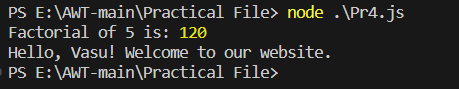 PS E:\AWT-main\Practical File> node .\Pr4.js
Factorial of 5 is: 120
Hello, Vasu! Welcome to our website.
PS E:\AWT-main\Practical File>